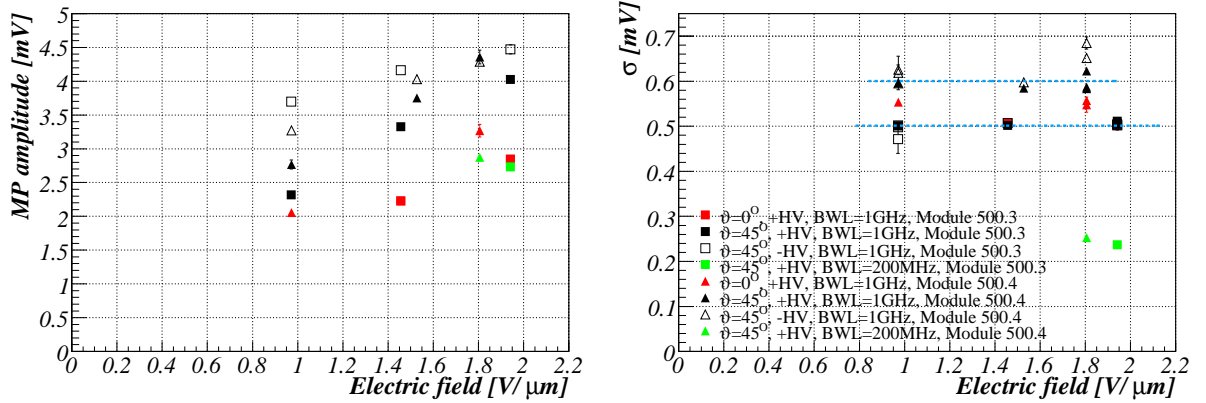 MP amplitude [mV]
5
4.5
4
3.5
3
2.5
2
1.5
1
0.5
0
0 0.2 0.4 0.6 0.8 1 1.2 1.4 1.6 1.8 2 2.2
Electric field [V/ μm]
σ [mV]
0.7
0.6
0.5
0.4
0.3
0.2
0.1
0
ϑ=0°, +HV, BWL=1GHz, Module 500.3
ϑ=45°, +HV, BWL=1GHz, Module 500.3
ϑ=45°, -HV, BWL=1GHz, Module 500.3
ϑ=45°, +HV, BWL=200MHz, Module 500.3
ϑ=0°, +HV, BWL=1GHz, Module 500.4
ϑ=45°, +HV, BWL=1GHz, Module 500.4
ϑ=45°, -HV, BWL=1GHz, Module 500.4
ϑ=45°, +HV, BWL=200MHz, Module 500.4
0 0.2 0.4 0.6 0.8 1 1.2 1.4 1.6 1.8 2 2.2
Electric field [V/ μm]